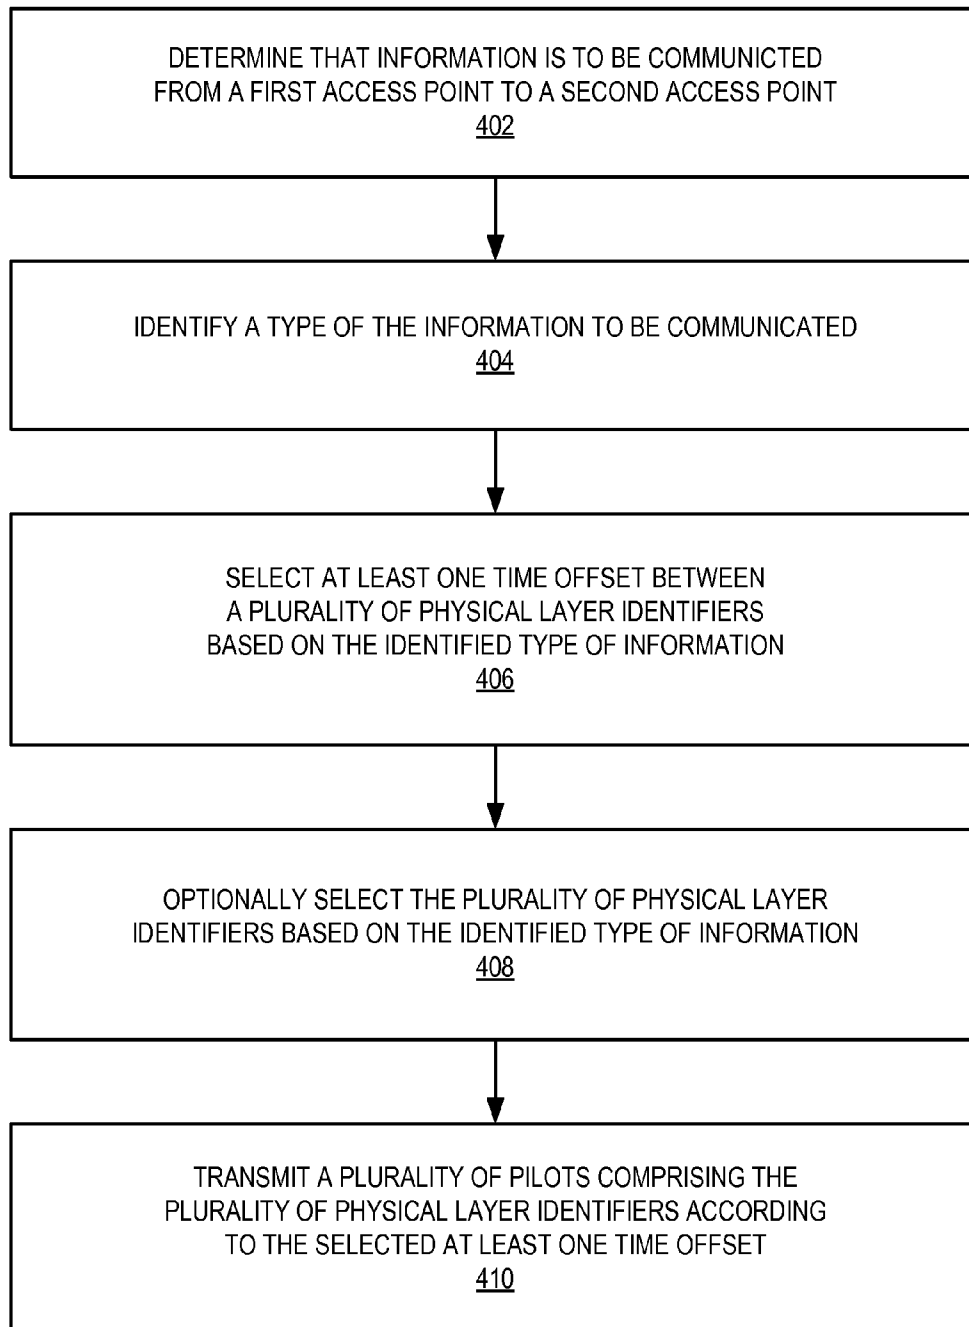 DETERMINE THAT INFORMATION IS TO BE COMMUNICTED
FROM A FIRST ACCESS POINT TO A SECOND ACCESS POINT
402
IDENTIFY A TYPE OF THE INFORMATION TO BE COMMUNICATED
404
SELECT AT LEAST ONE TIME OFFSET BETWEEN
A PLURALITY OF PHYSICAL LAYER IDENTIFIERS
BASED ON THE IDENTIFIED TYPE OF INFORMATION
406
OPTIONALLY SELECT THE PLURALITY OF PHYSICAL LAYER
IDENTIFIERS BASED ON THE IDENTIFIED TYPE OF INFORMATION
408
TRANSMIT A PLURALITY OF PILOTS COMPRISING THE
PLURALITY OF PHYSICAL LAYER IDENTIFIERS ACCORDING
TO THE SELECTED AT LEAST ONE TIME OFFSET
410